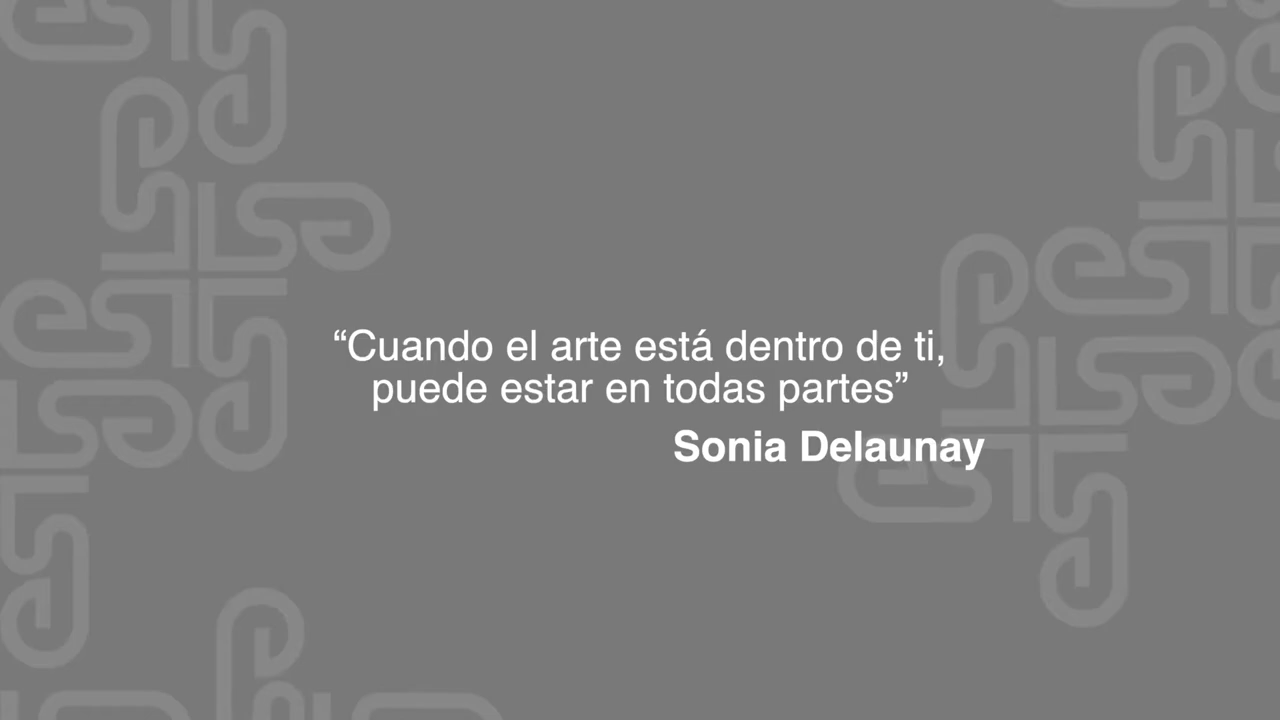 “Cuando el arte está dentro de ti,
puede estar en todas partes”
Sonia Delaunay